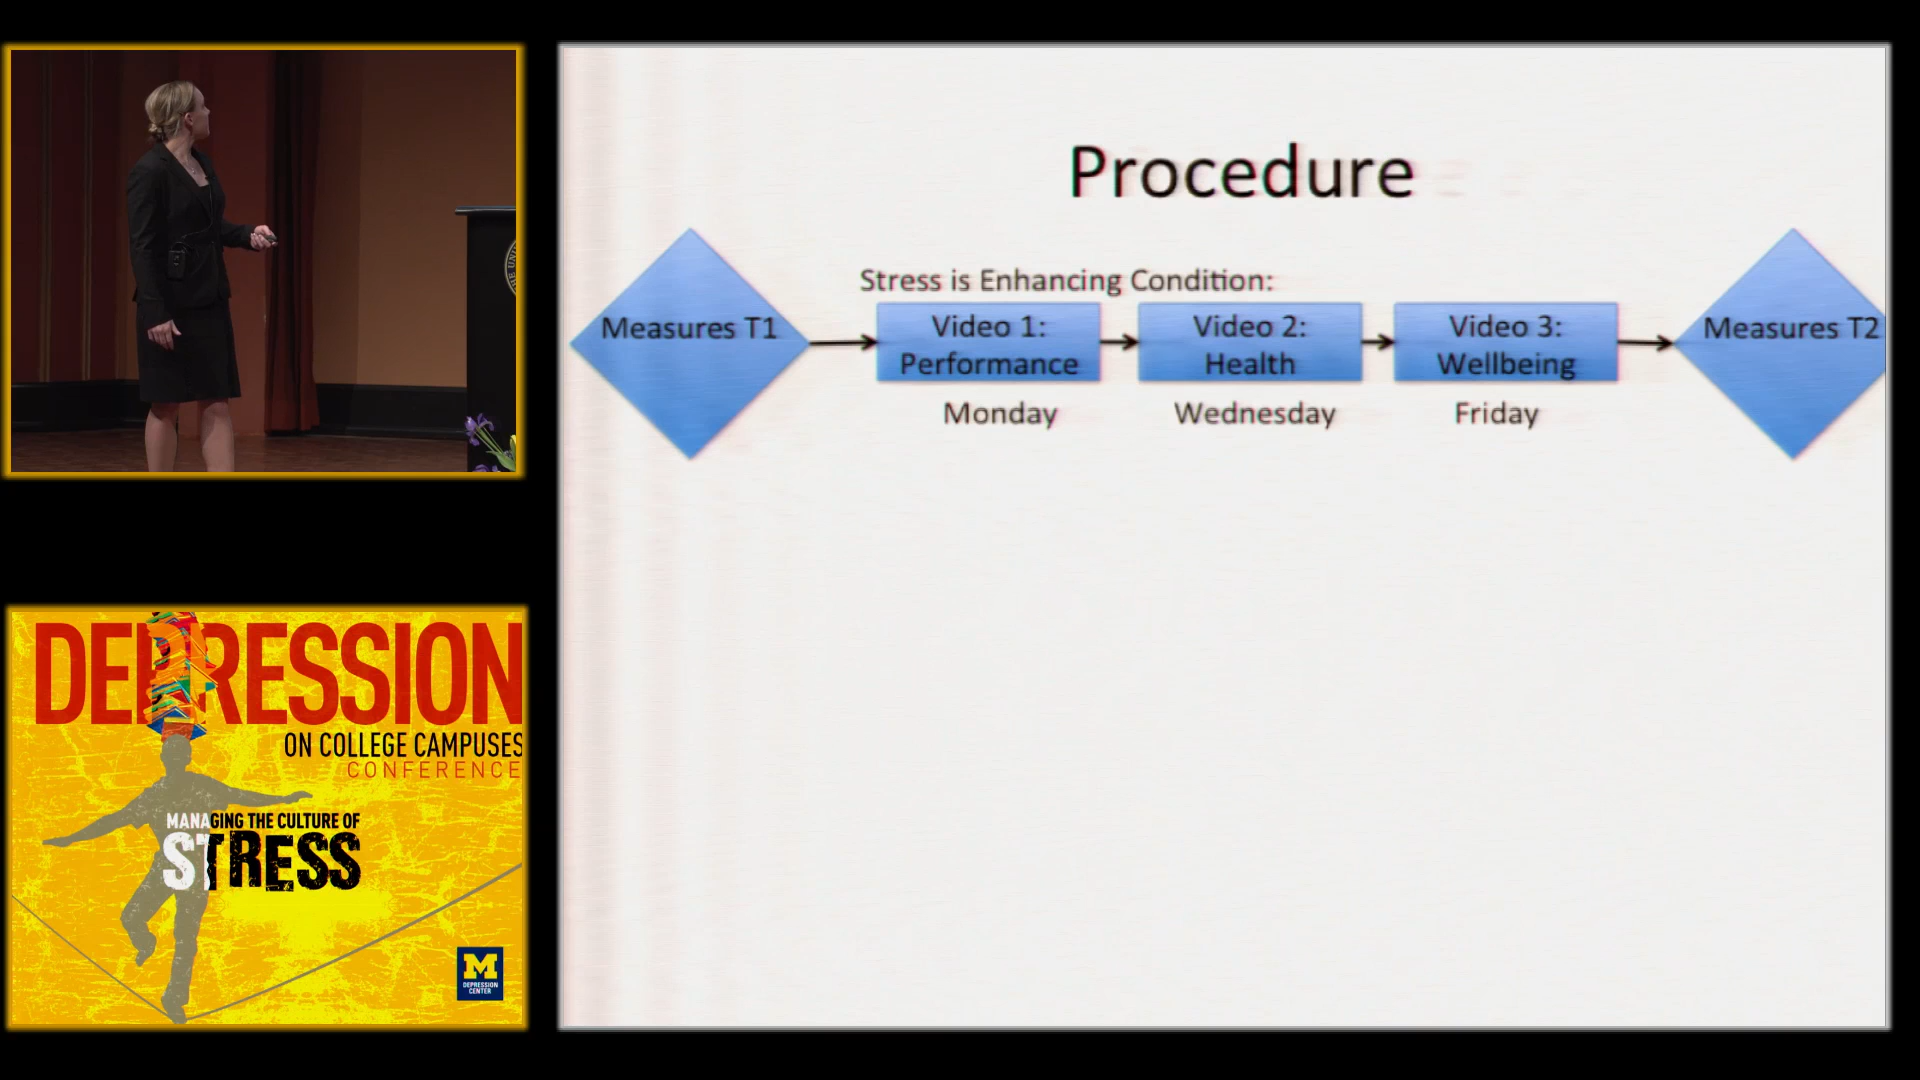 Procedure
Stress is Enhancing Condition:
Measures T1
Video 1:
Performance
Video 2:
Health
Video 3:
Wellbeing
Measures T2
Monday
Wednesday
Friday
DEPRESSION
ON COLLEGE CAMPUSES
CONFERENCE
MANAGING THE CULTURE OF
STRESS
M
DEPRESSION
CENTER